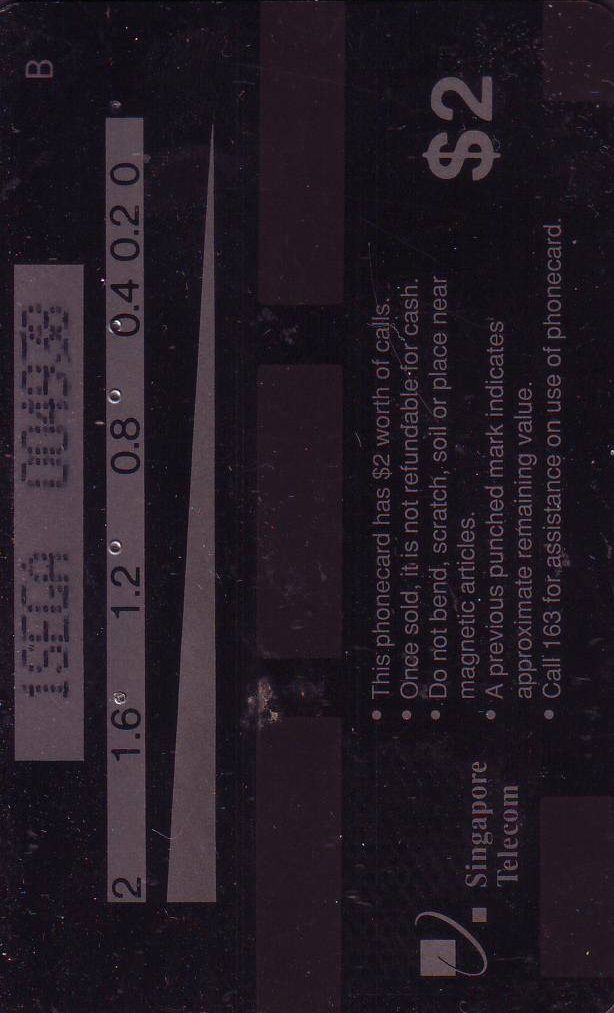 1SEGA 004938 B
2 1.6 1.2 0.8 0.4 0.2 0
• This phonecard has $2 worth of calls.
• Once sold, it is not refundable for cash.
• Do not bend, scratch, soil or place near
magnetic articles.
• A previous punched mark indicates
approximate remaining value.
• Call 163 for assistance on use of phonecard.
Singapore
Telecom
$2